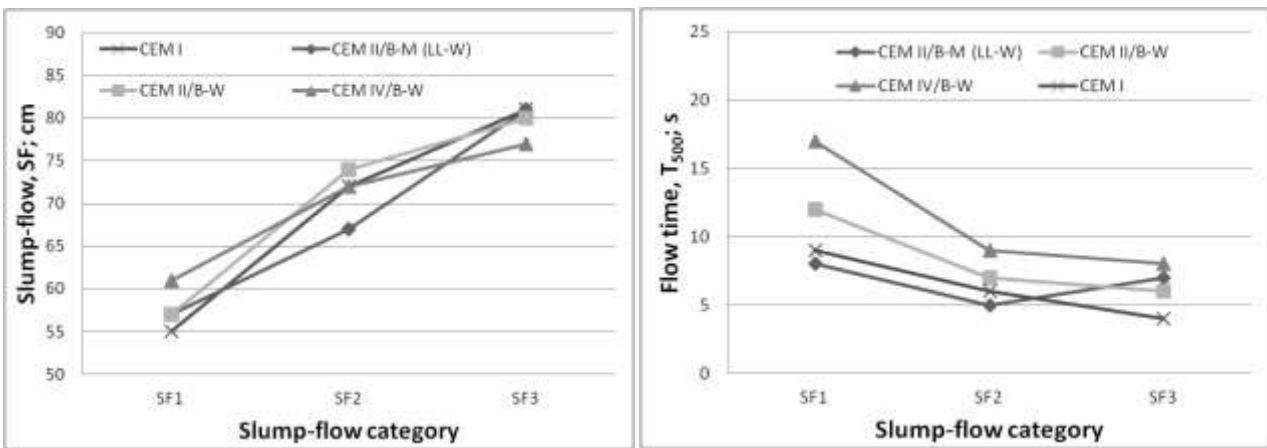 CEM I CEM II/B-M (LL-W)
CEM II/B-W CEM IV/B-W
Slump-flow, SF; cm
90
85
80
75
70
65
60
55
50
SF1 SF2 SF3
Slump-flow category
CEM II/B-M (LL-W) CEM II/B-W
CEM IV/B-W CEM I
Flow time, T500; s
25
20
15
10
5
0
SF1 SF2 SF3
Slump-flow category